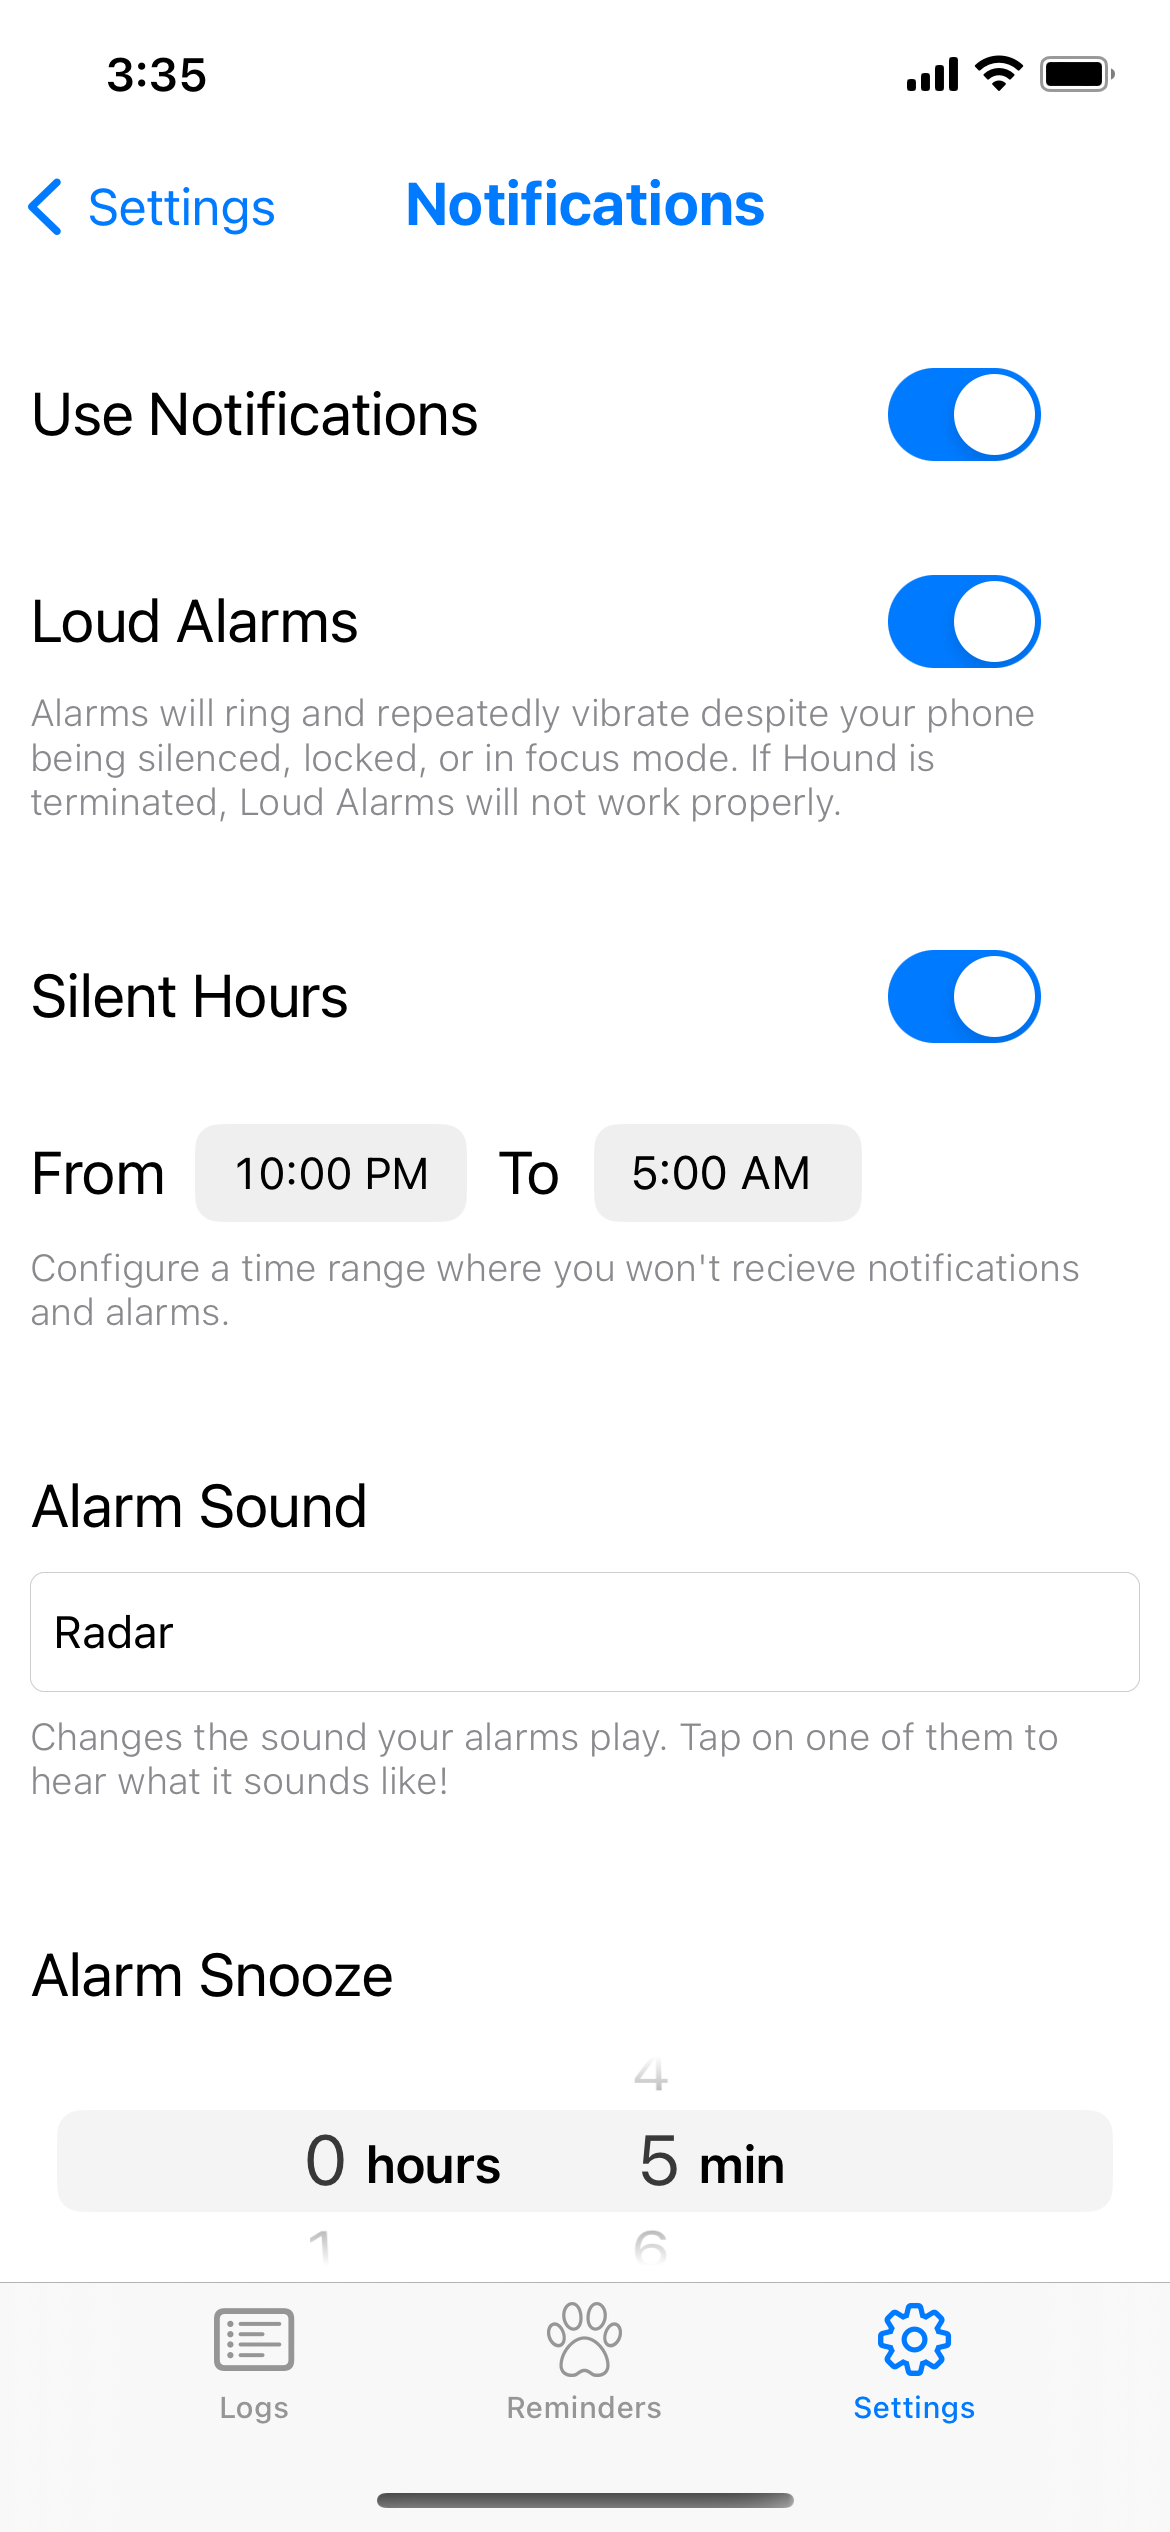 3:35
Settings
Notifications
Use Notifications
Loud Alarms
Alarms will ring and repeatedly vibrate despite your phone
being silenced, locked, or in focus mode. If Hound is
terminated, Loud Alarms will not work properly.
Silent Hours
From 10:00 PM To 5:00 AM
Configure a time range where you won't recieve notifications
and alarms.
Alarm Sound
Radar
Changes the sound your alarms play. Tap on one of them to
hear what it sounds like!
Alarm Snooze
4
0 hours 5 min
1 6
Logs Reminders Settings